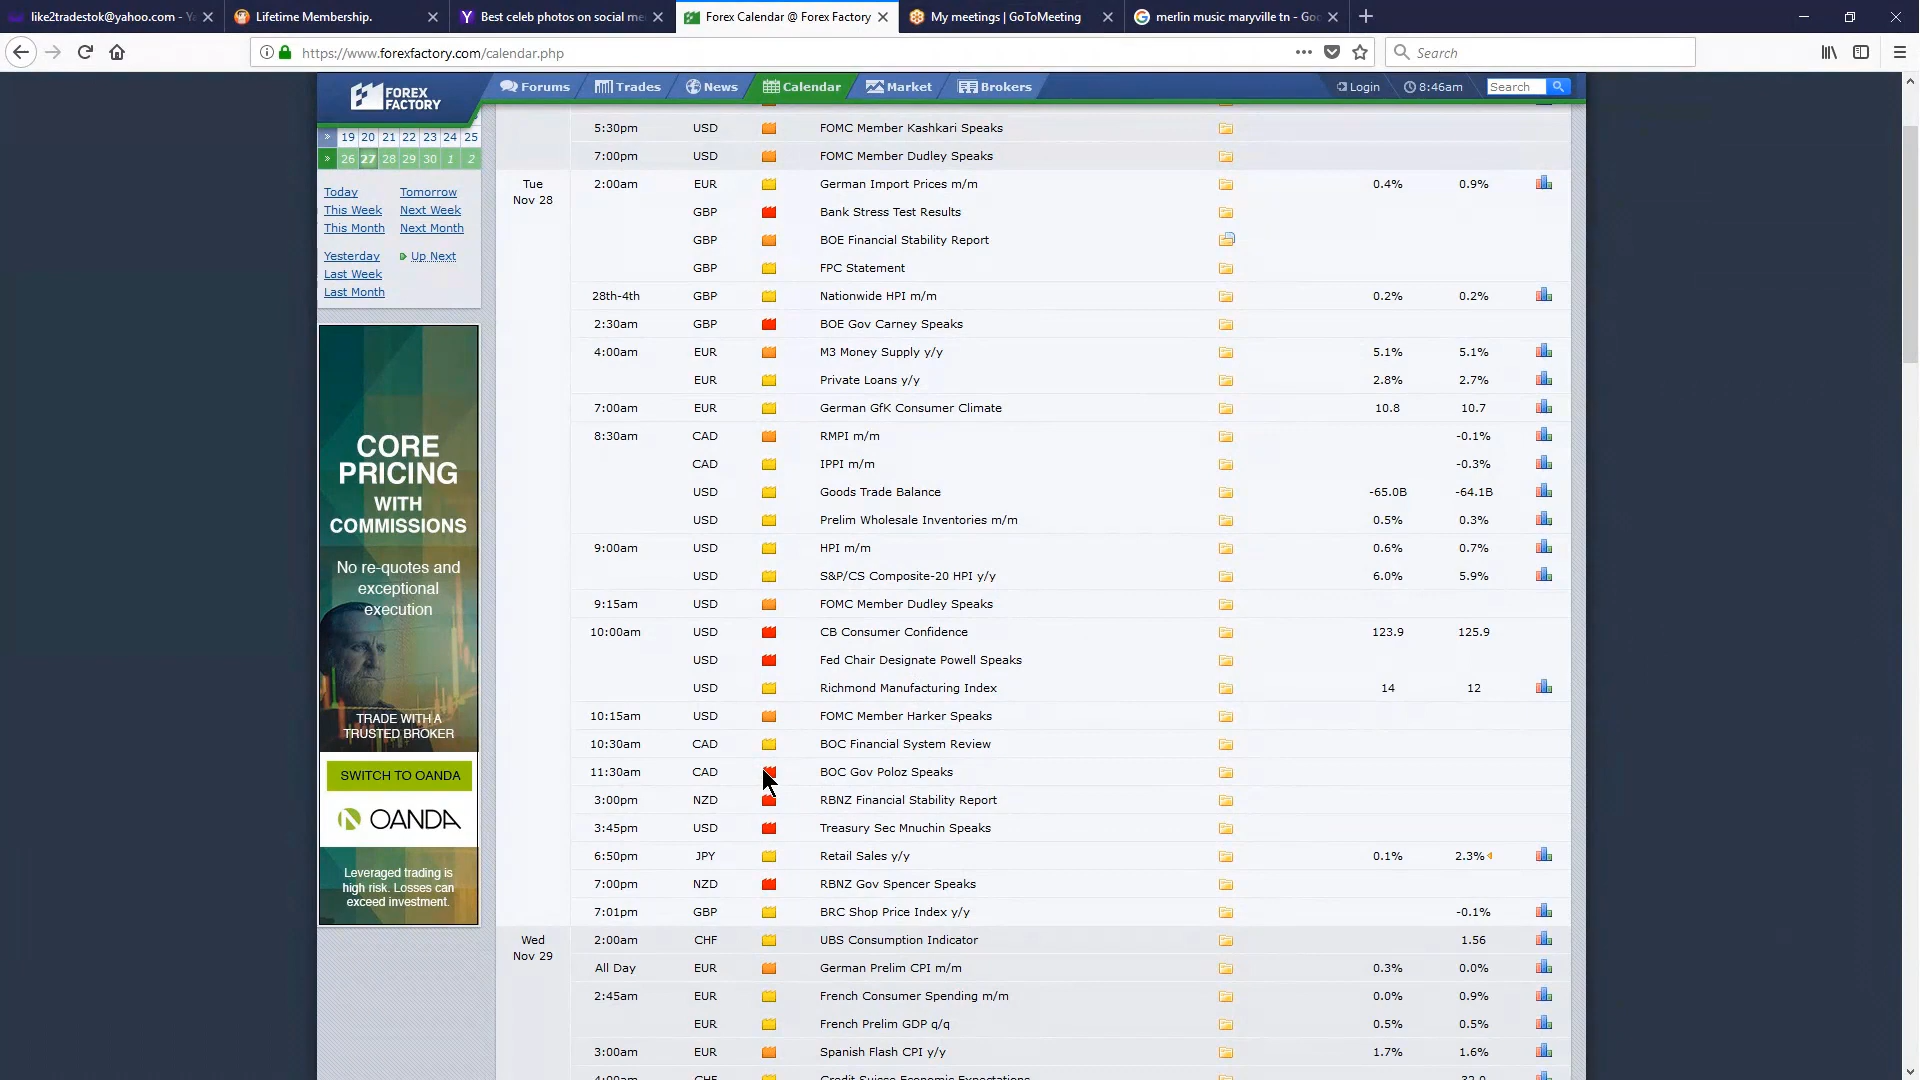 like2tradestok@yahoo.com - Y
Lifetime Membership.
Best celeb photos on social me
Forex Calendar @ Forex Factory
My meetings | GoToMeeting
merlin music maryville tn - Goo
https://www.forexfactory.com/calendar.php
Search
FOREX FACTORY
Forums
Trades
News
Calendar
Market
Brokers
Login
8:46am
Search
» 19 20 21 22 23 24 25
» 26 27 28 29 30 1 2
Today Tomorrow
This Week Next Week
This Month Next Month
Yesterday Up Next
Last Week
Last Month
CORE
PRICING
WITH
COMMISSIONS
No re-quotes and
exceptional
execution
TRADE WITH A
TRUSTED BROKER
SWITCH TO OANDA
OANDA
Leveraged trading is
high risk. Losses can
exceed investment.
5:30pm USD FOMC Member Kashkari Speaks
7:00pm USD FOMC Member Dudley Speaks
Tue Nov 28
2:00am EUR German Import Prices m/m 0.4% 0.9%
GBP Bank Stress Test Results
GBP BOE Financial Stability Report
GBP FPC Statement
28th-4th GBP Nationwide HPI m/m 0.2% 0.2%
2:30am GBP BOE Gov Carney Speaks
4:00am EUR M3 Money Supply y/y 5.1% 5.1%
EUR Private Loans y/y 2.8% 2.7%
7:00am EUR German GfK Consumer Climate 10.8 10.7
8:30am CAD RMPI m/m -0.1%
CAD IPPI m/m -0.3%
USD Goods Trade Balance -65.0B -64.1B
USD Prelim Wholesale Inventories m/m 0.5% 0.3%
9:00am USD HPI m/m 0.6% 0.7%
USD S&P/CS Composite-20 HPI y/y 6.0% 5.9%
9:15am USD FOMC Member Dudley Speaks
10:00am USD CB Consumer Confidence 123.9 125.9
USD Fed Chair Designate Powell Speaks
USD Richmond Manufacturing Index 14 12
10:15am USD FOMC Member Harker Speaks
10:30am CAD BOC Financial System Review
11:30am CAD BOC Gov Poloz Speaks
3:00pm NZD RBNZ Financial Stability Report
3:45pm USD Treasury Sec Mnuchin Speaks
6:50pm JPY Retail Sales y/y 0.1% 2.3%
7:00pm NZD RBNZ Gov Spencer Speaks
7:01pm GBP BRC Shop Price Index y/y -0.1%
Wed Nov 29
2:00am CHF UBS Consumption Indicator 1.56
All Day EUR German Prelim CPI m/m 0.3% 0.0%
2:45am EUR French Consumer Spending m/m 0.0% 0.9%
EUR French Prelim GDP q/q 0.5% 0.5%
3:00am EUR Spanish Flash CPI y/y 1.7% 1.6%
4:00am CHF Credit Suisse Economic Expectations 32.0